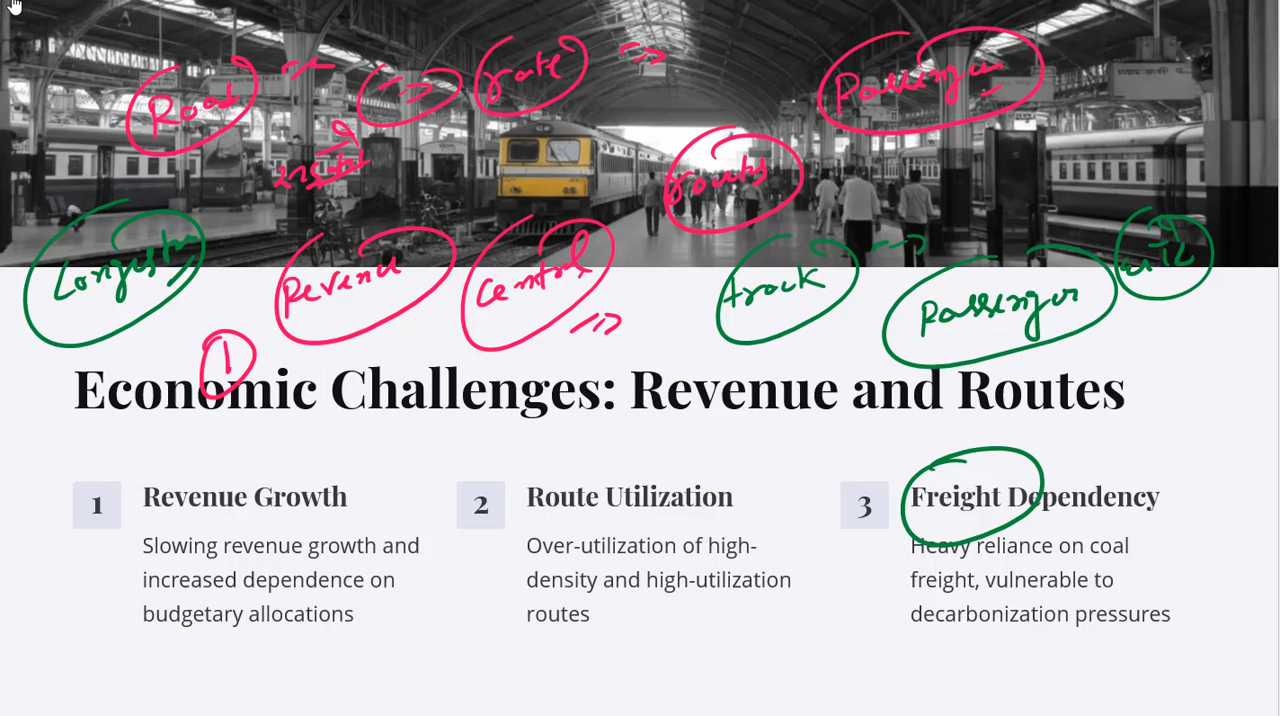 Road
rate
Passenger
routes
Longest
Revenue
Central
track
Passenger
1
Economic Challenges: Revenue and Routes
1 Revenue Growth
Slowing revenue growth and
increased dependence on
budgetary allocations
2 Route Utilization
Over-utilization of high-
density and high-utilization
routes
3 Freight Dependency
Heavy reliance on coal
freight, vulnerable to
decarbonization pressures